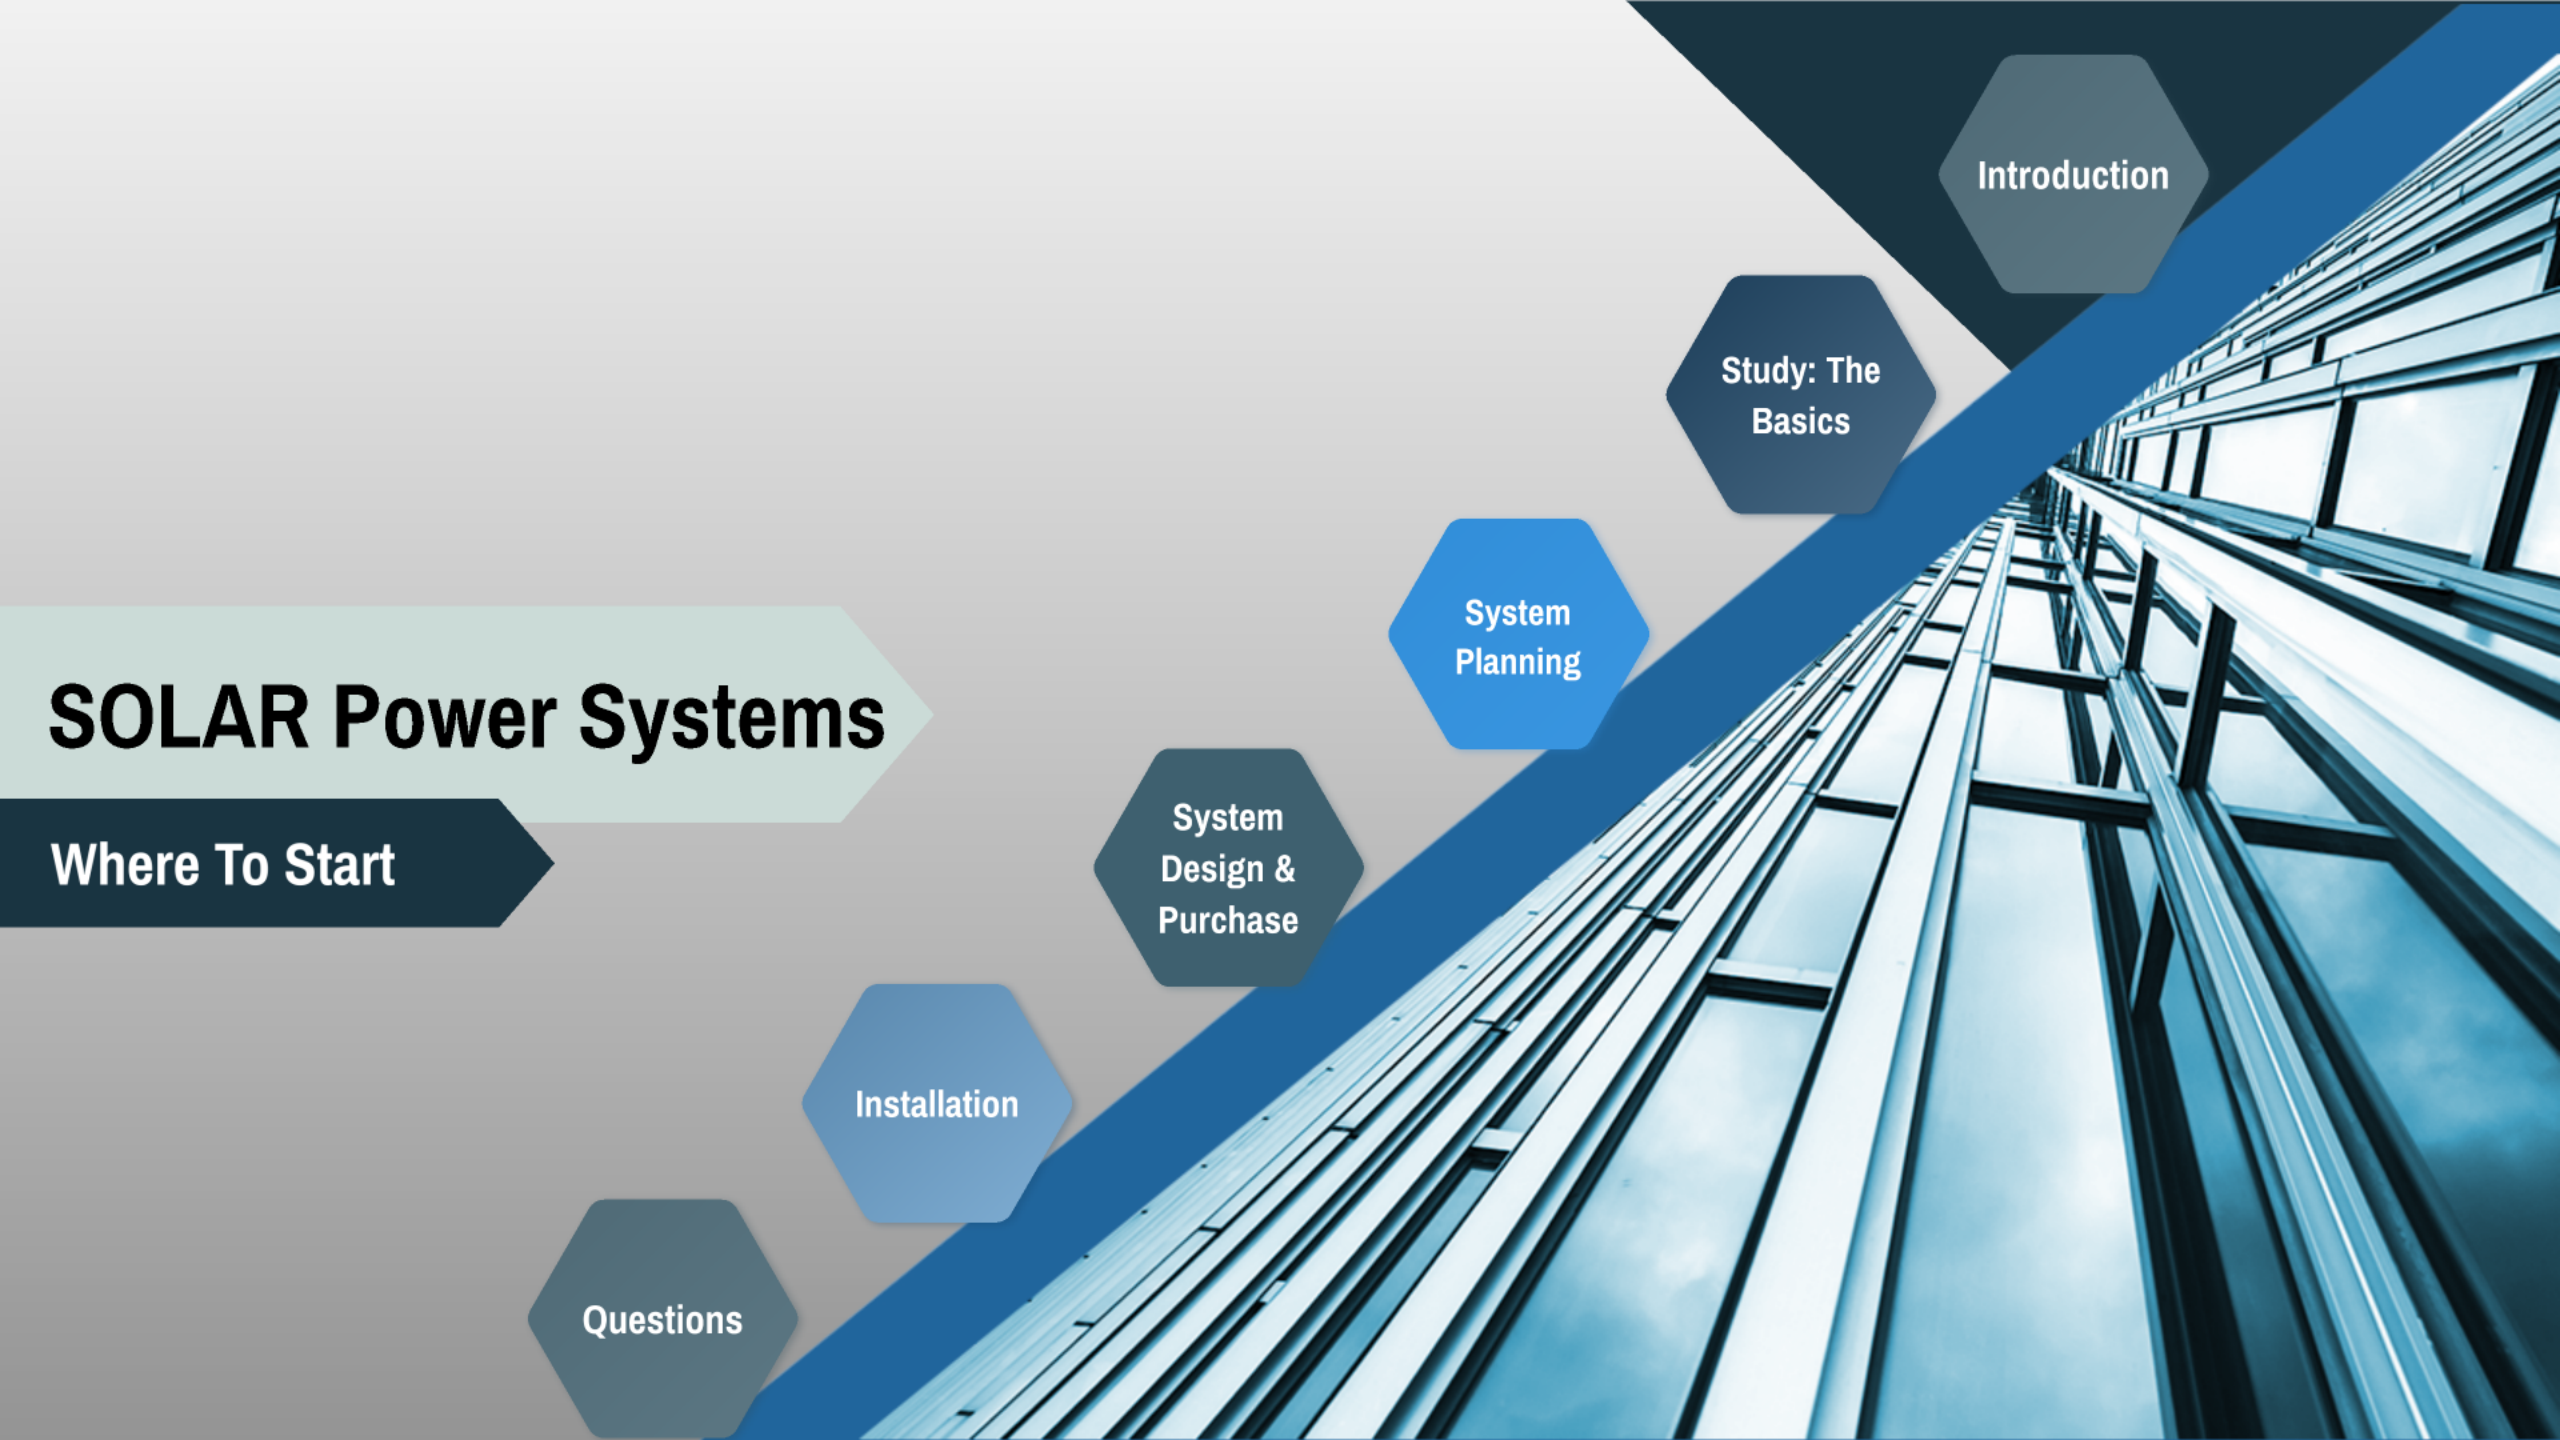 SOLAR Power Systems
Where To Start
Introduction
Study: The
Basics
System
Planning
System
Design &
Purchase
Installation
Questions